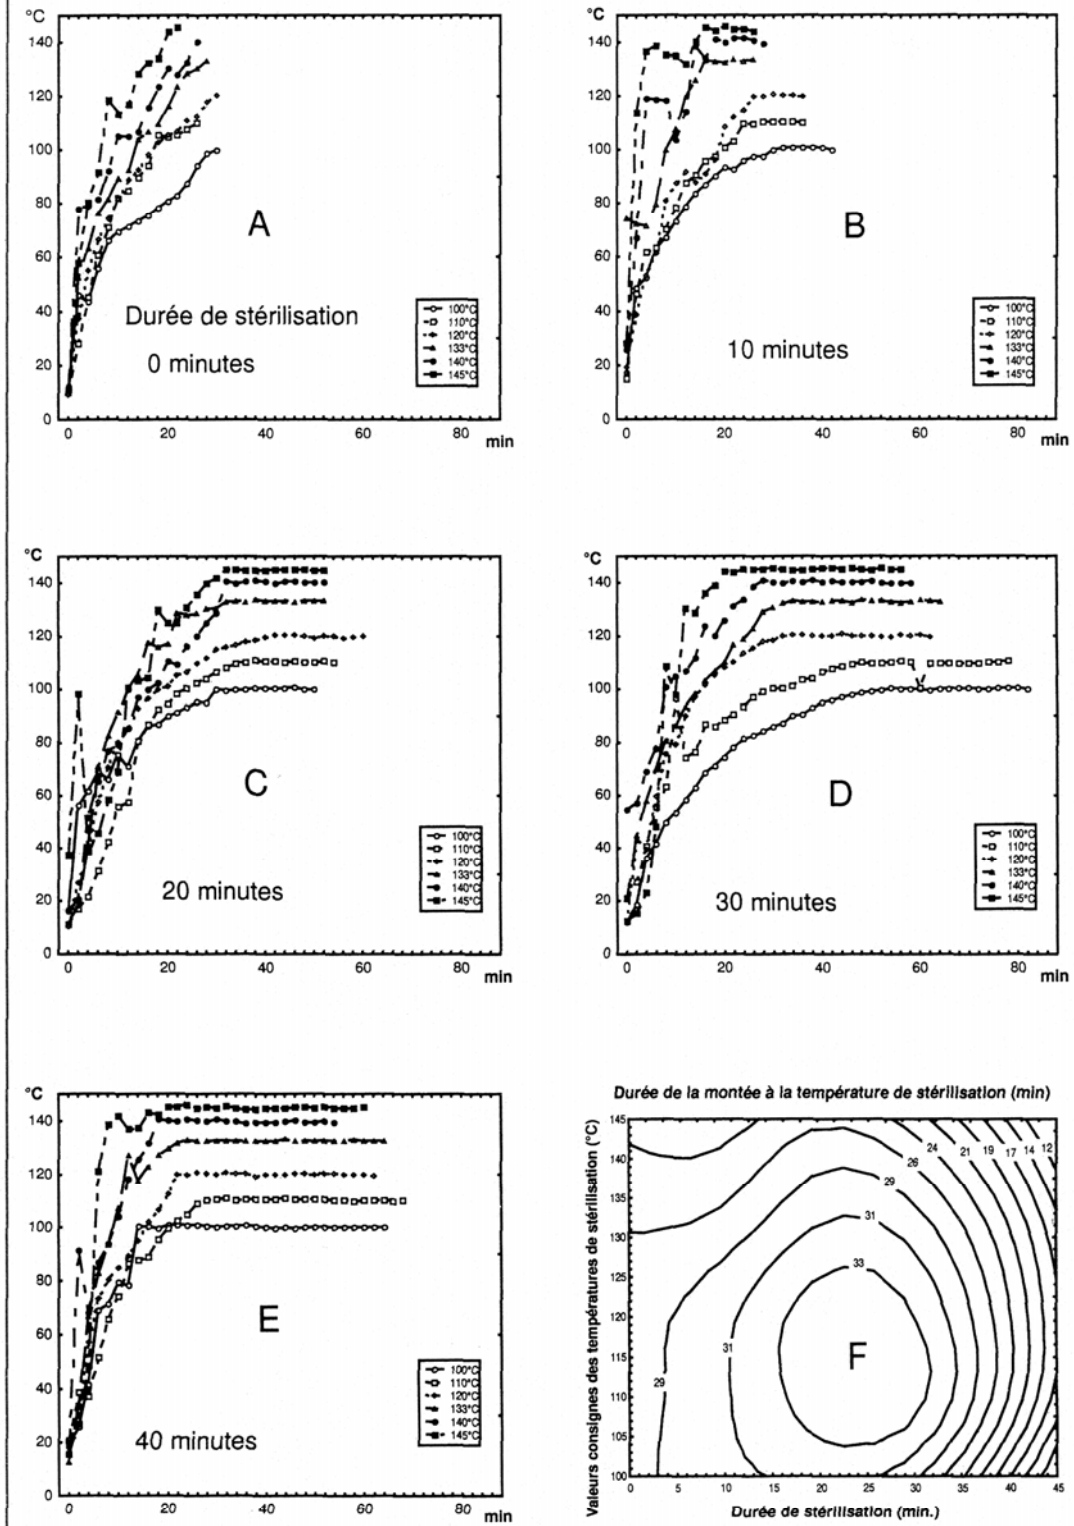 °C
140
120
100
80
60
40
20
0
A
Durée de stérilisation
0 minutes
100°C
110°C
120°C
133°C
140°C
145°C
0 20 40 60 80 min
°C
140
120
100
80
60
40
20
0
B
10 minutes
100°C
110°C
120°C
133°C
140°C
145°C
0 20 40 60 80 min
°C
140
120
100
80
60
40
20
0
C
20 minutes
100°C
110°C
120°C
133°C
140°C
145°C
0 20 40 60 80 min
°C
140
120
100
80
60
40
20
0
D
30 minutes
100°C
110°C
120°C
133°C
140°C
145°C
0 20 40 60 80 min
°C
140
120
100
80
60
40
20
0
E
40 minutes
100°C
110°C
120°C
133°C
140°C
145°C
0 20 40 60 80 min
Durée de la montée à la température de stérilisation (min)
Valeurs consignes des températures de stérilisation (°C)
145
140
135
130
125
120
115
110
105
100
24 21 19 17 14 12
26
29
31
33
31
29
F
0 5 10 15 20 25 30 35 40 45
Durée de stérilisation (min.)